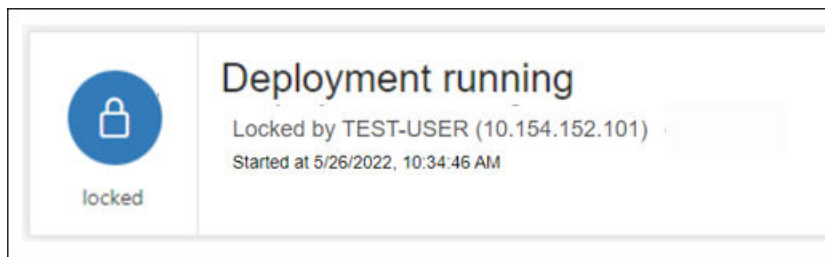 Deployment running
Locked by TEST-USER (10.154.152.101)
Started at 5/26/2022, 10:34:46 AM
locked